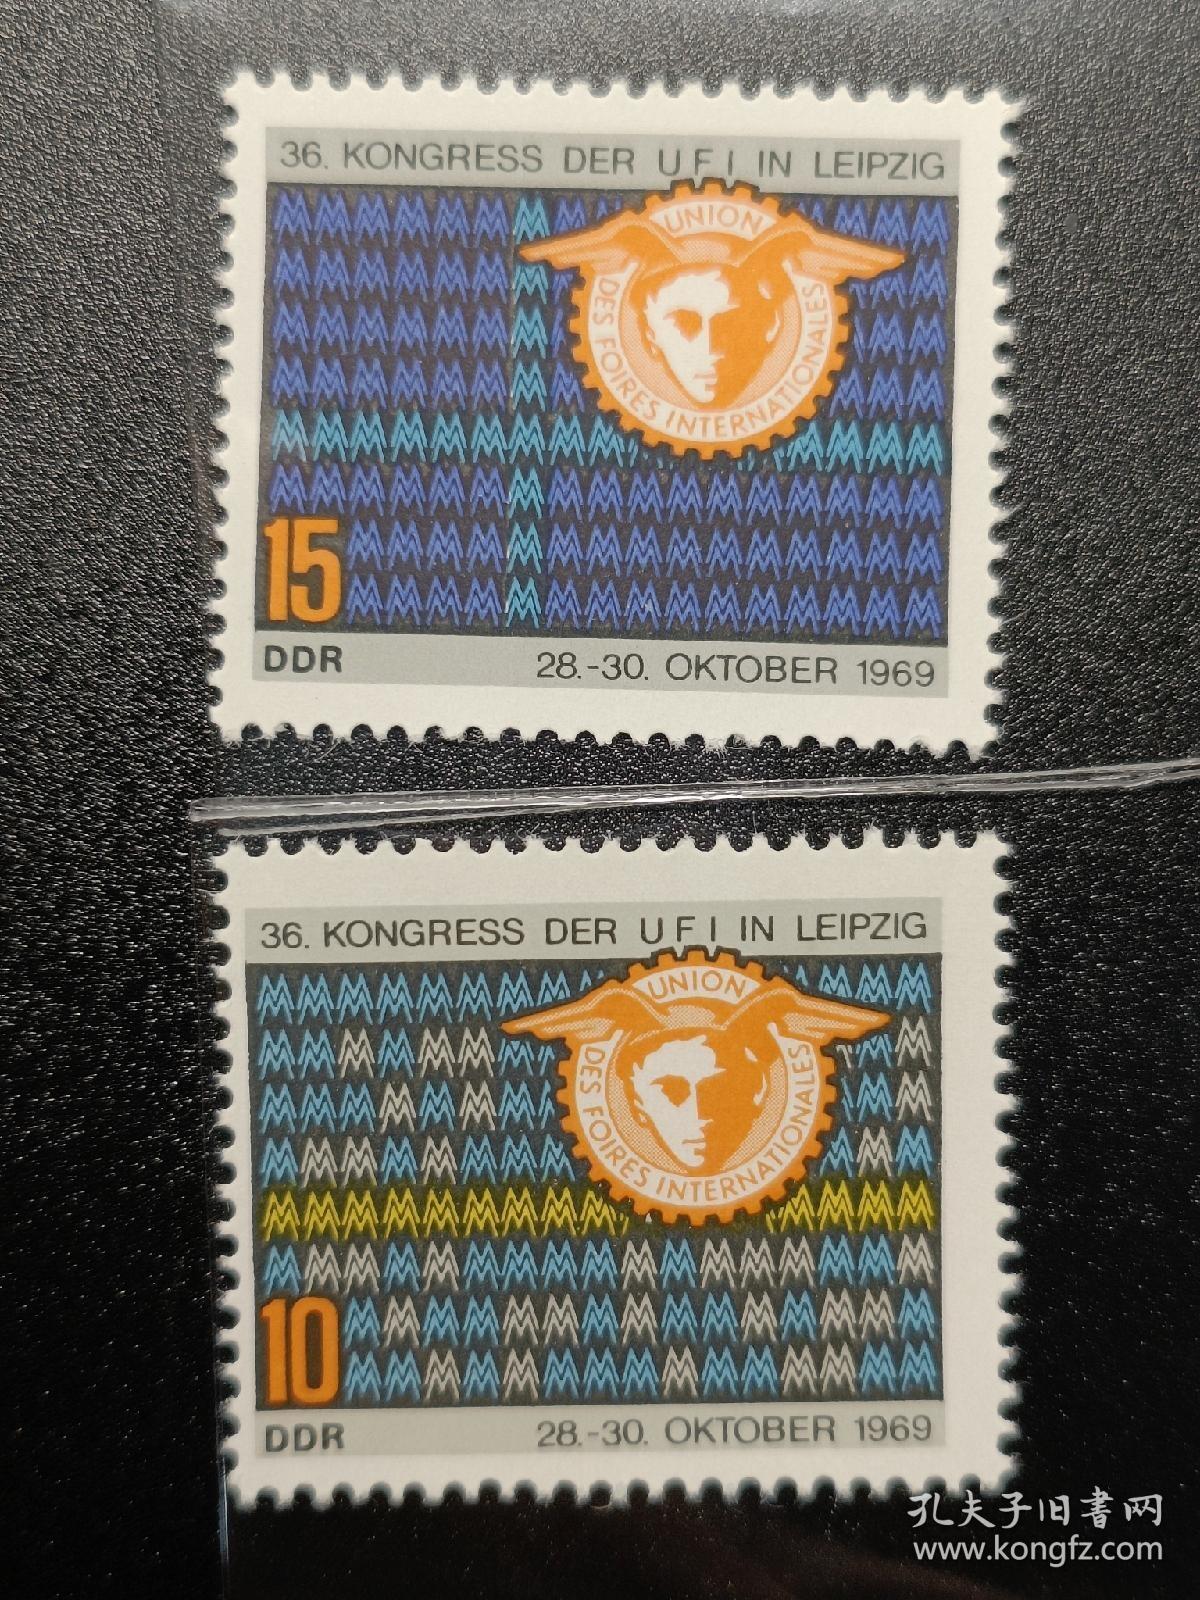 36. KONGRESS DER UFI IN LEIPZIG
UNION
DES FOIRES INTERNATIONALES
15
DDR
28.-30. OKTOBER 1969
36. KONGRESS DER UFI IN LEIPZIG
UNION
DES FOIRES INTERNATIONALES
10
DDR
28.-30. OKTOBER 1969
孔夫子旧书网
www.kongfz.com